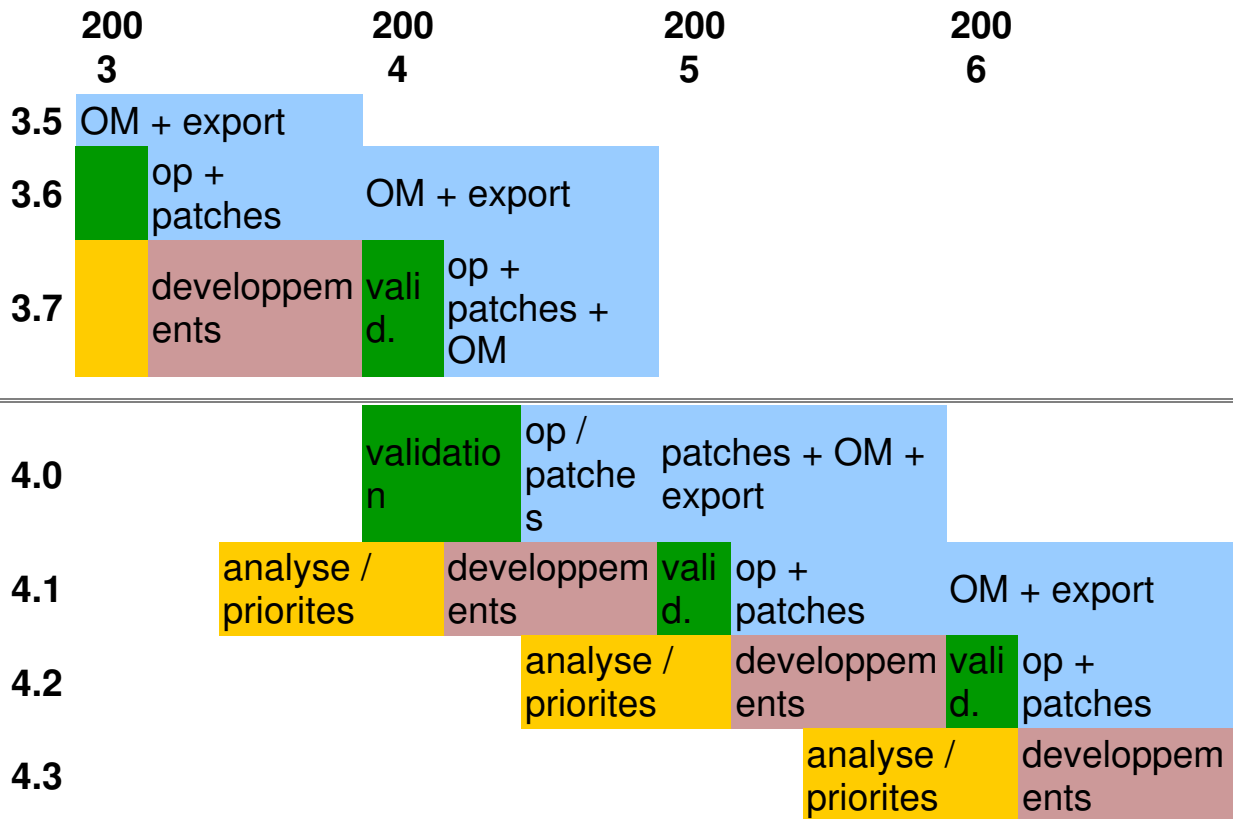 200 200 200 200
3 4 5 6
3.5 OM + export
3.6 op + patches OM + export
3.7 developpem ents vali d. op + patches + OM
4.0 validatio n op / patche s patches + OM + export
4.1 analyse / priorites developpem ents vali d. op + patches OM + export
4.2 analyse / priorites developpem ents vali d. op + patches
4.3 analyse / priorites developpem ents